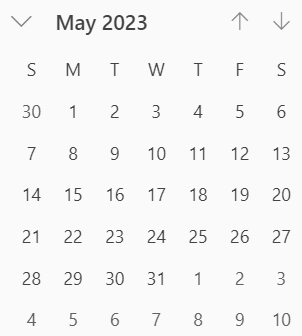 May 2023
S M T W T F S
30 1 2 3 4 5 6
7 8 9 10 11 12 13
14 15 16 17 18 19 20
21 22 23 24 25 26 27
28 29 30 31 1 2 3
4 5 6 7 8 9 10